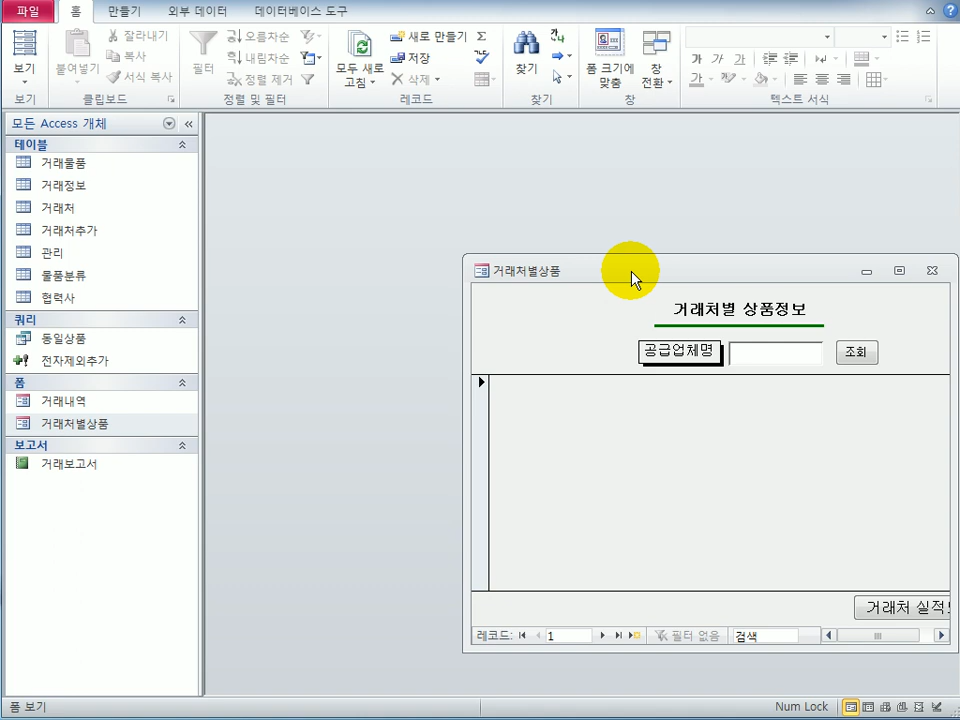 파일 홈 만들기 외부 데이터 데이터베이스 도구
보기 붙여넣기 잘라내기 복사 서식 복사
필터 오름차순 내림차순 정렬 제거
모두 새로 고침 새로 만들기 저장 삭제
찾기 폼 크기에 맞춤 창 전환
가 가 가 가
보기 클립보드 정렬 및 필터 레코드 찾기 창 텍스트 서식
모든 Access 개체
테이블
거래물품
거래정보
거래처
거래처추가
관리
물품분류
협력사
쿼리
동일상품
전자제외추가
폼
거래내역
거래처별상품
보고서
거래보고서
거래처별상품
거래처별 상품정보
공급업체명 조회
거래처 실적
레코드: 1 필터 없음 검색
폼 보기 Num Lock